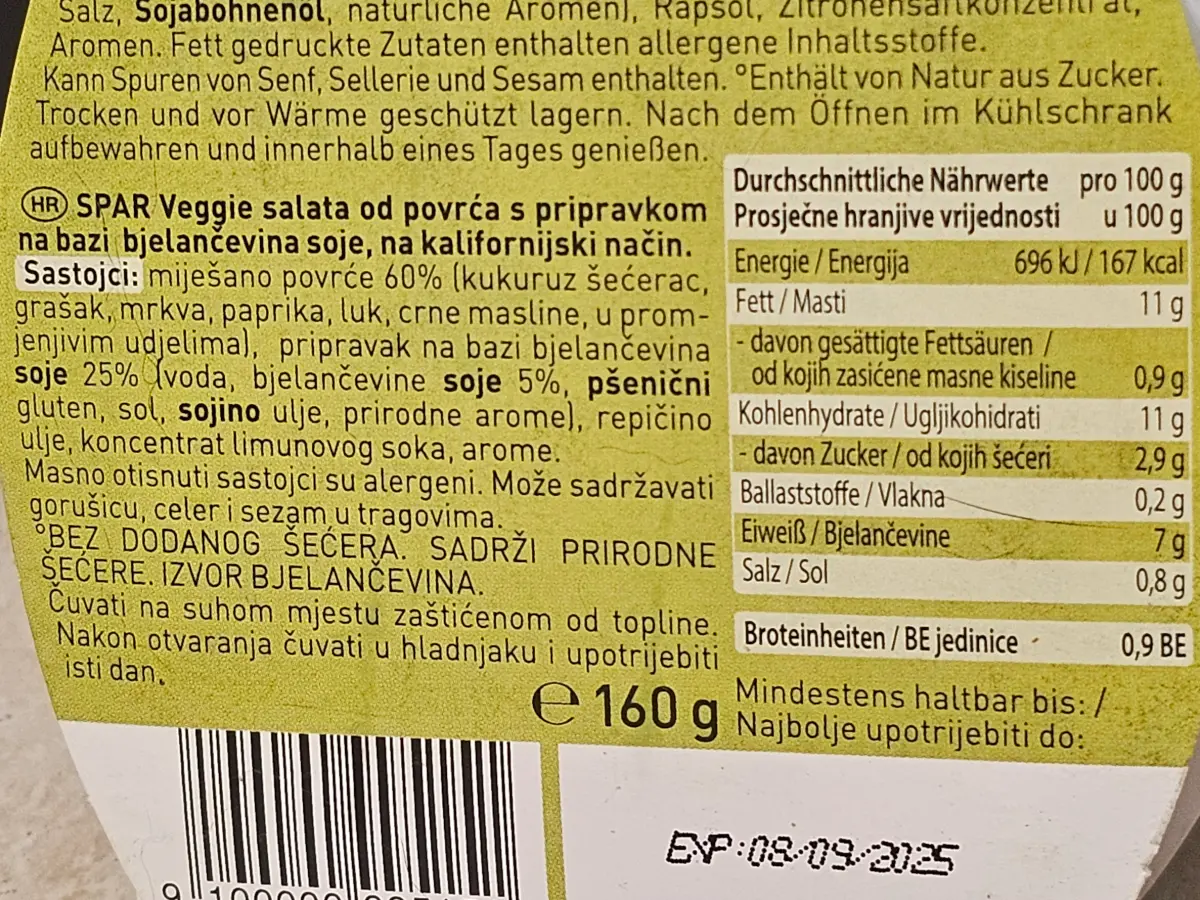 Salz, Sojabohnenöl, natürliche Aromen), Rapsöl, Zitronensaftkonzentrat,
Aromen. Fett gedruckte Zutaten enthalten allergene Inhaltsstoffe.
Kann Spuren von Senf, Sellerie und Sesam enthalten. °Enthält von Natur aus Zucker.
Trocken und vor Wärme geschützt lagern. Nach dem Öffnen im Kühlschrank
aufbewahren und innerhalb eines Tages genießen.
HR SPAR Veggie salata od povrća s pripravkom
na bazi bjelančevina soje, na kalifornijski način.
Sastojci: miješano povrće 60% (kukuruz šećerac,
grašak, mrkva, paprika, luk, crne masline, u prom-
jenjivim udjelima), pripravak na bazi bjelančevina
soje 25% (voda, bjelančevine soje 5%, pšenični
gluten, sol, sojino ulje, prirodne arome), repičino
ulje, koncentrat limunovog soka, arome.
Masno otisnuti sastojci su alergeni. Može sadržavati
gorušicu, celer i sezam u tragovima.
°BEZ DODANOG ŠEĆERA. SADRŽI PRIRODNE
ŠEĆERE. IZVOR BJELANČEVINA.
Čuvati na suhom mjestu zaštićenom od topline.
Nakon otvaranja čuvati u hladnjaku i upotrijebiti
isti dan.
Durchschnittliche Nährwerte pro 100 g
Prosječne hranjive vrijednosti u 100 g
Energie / Energija 696 kJ / 167 kcal
Fett / Masti 11 g
- davon gesättigte Fettsäuren /
od kojih zasićene masne kiseline 0,9 g
Kohlenhydrate / Ugljikohidrati 11 g
- davon Zucker / od kojih šećeri 2,9 g
Ballaststoffe / Vlakna 0,2 g
Eiweiß / Bjelančevine 7 g
Salz / Sol 0,8 g
Broteinheiten / BE jedinice 0,9 BE
℮ 160 g
Mindestens haltbar bis: /
Najbolje upotrijebiti do:
EXP:08/09/2025